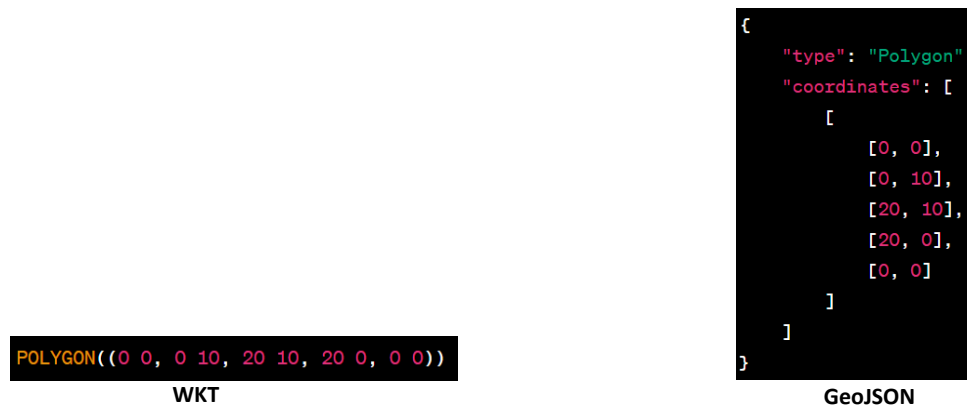 POLYGON((0 0, 0 10, 20 10, 20 0, 0 0))
WKT
{
"type": "Polygon"
"coordinates": [
[
[0, 0],
[0, 10],
[20, 10],
[20, 0],
[0, 0]
]
]
}
GeoJSON